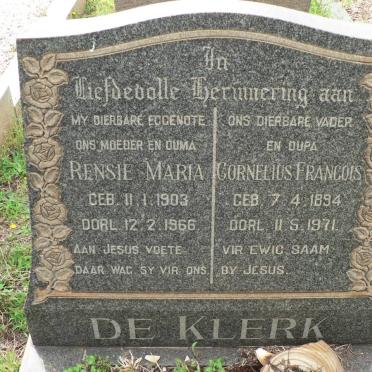 In
Liefdevolle Herinnering aan
MY DIERBARE EGGENOTE
ONS MOEDER EN OUMA
RENSIE MARIA
GEB. 11. 1. 1903
OORL. 12. 2. 1966
AAN JESUS VOETE
DAAR WAG SY VIR ONS.
ONS DIERBARE VADER
EN OUPA
CORNELIUS FRANCOIS
GEB. 7. 4. 1894
OORL. 11. 5. 1971.
VIR EWIG SAAM
BY JESUS.
DE KLERK